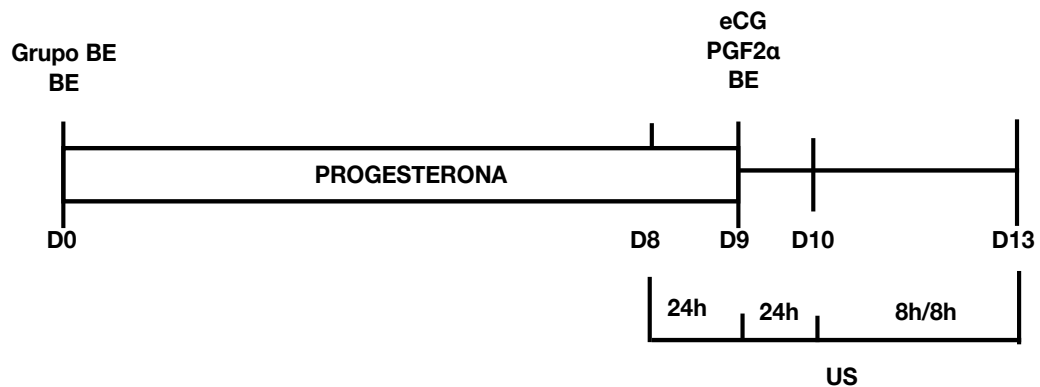 eCG
PGF2α
BE
Grupo BE
BE
PROGESTERONA
D0
D8
D9
D10
D13
24h
24h
8h/8h
US